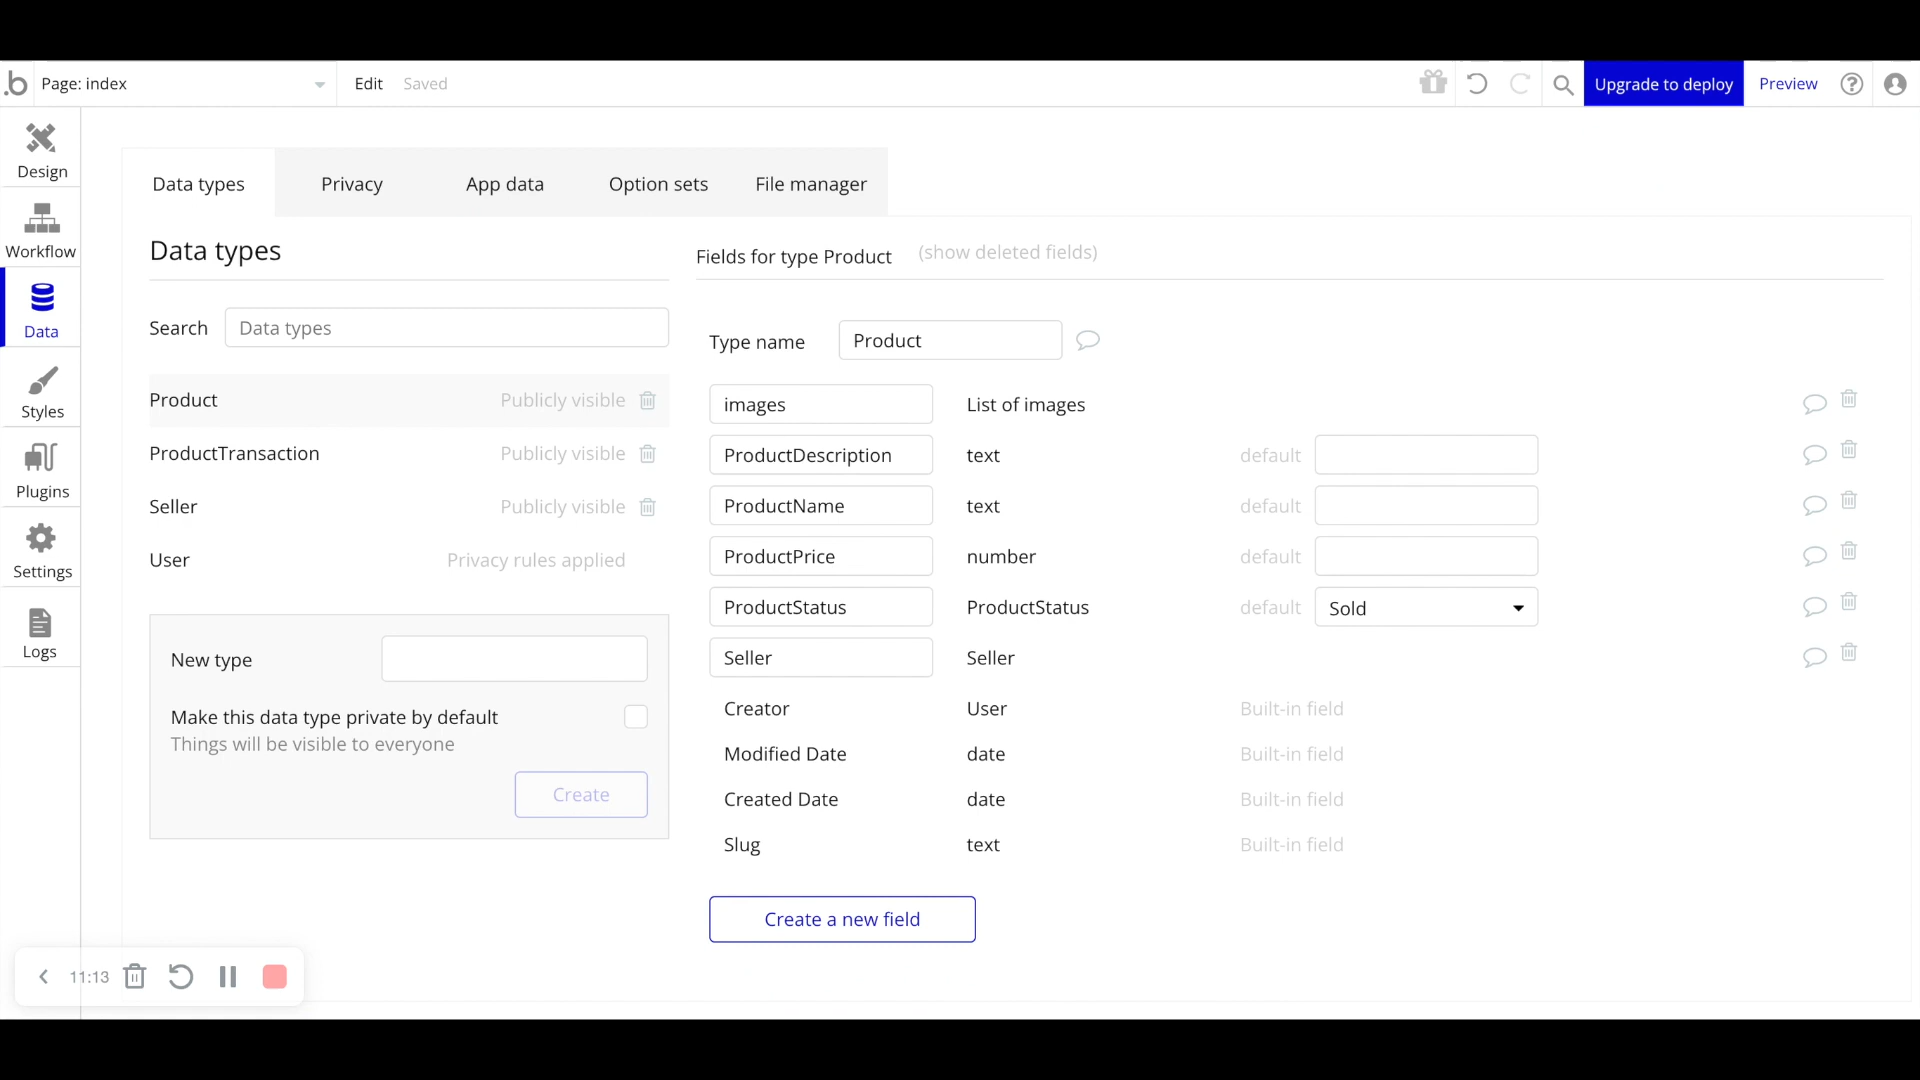 .b Page: index Edit Saved Upgrade to deploy Preview ?
Design
Workflow
Data
Styles
Plugins
Settings
Logs
Data types Privacy App data Option sets File manager
Data types
Search Data types
Product Publicly visible
ProductTransaction Publicly visible
Seller Publicly visible
User Privacy rules applied
New type
Make this data type private by default
Things will be visible to everyone
Create
Fields for type Product (show deleted fields)
Type name Product
images List of images
ProductDescription text default
ProductName text default
ProductPrice number default
ProductStatus ProductStatus default Sold
Seller Seller
Creator User Built-in field
Modified Date date Built-in field
Created Date date Built-in field
Slug text Built-in field
Create a new field
11:13